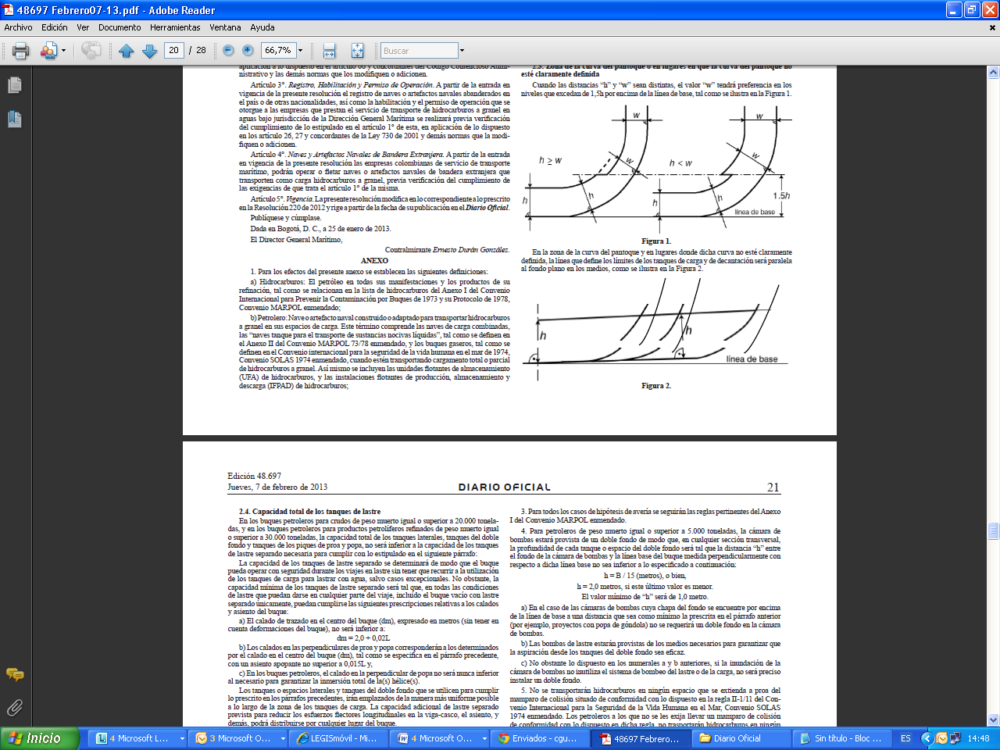 48697 Febrero07-13.pdf - Adobe Reader
Archivo Edición Ver Documento Herramientas Ventana Ayuda
20 / 28 66,7% Buscar
aplicación a lo dispuesto en el artículo 66 y concordantes del Código Contencioso Admi-
nistrativo y las demás normas que los modifiquen o adicionen.
Artículo 3°. Registro, Habilitación y Permiso de Operación. A partir de la entrada en
vigencia de la presente resolución el registro de naves o artefactos navales abanderados en
el país o de otras nacionalidades, así como la habilitación y el permiso de operación que se
otorgue a las empresas que prestan el servicio de transporte de hidrocarburos a granel en
aguas bajo jurisdicción de la Dirección General Marítima se realizará previa verificación
del cumplimiento de lo estipulado en el artículo 1° de esta, en aplicación de lo dispuesto
en los artículo 26, 27 y concordantes de la Ley 730 de 2001 y demás normas que la modi-
fiquen o adicionen.
Artículo 4°. Naves y Artefactos Navales de Bandera Extranjera. A partir de la entrada
en vigencia de la presente resolución las empresas colombianas de servicio de transporte
marítimo, podrán operar o fletar naves o artefactos navales de bandera extranjera que
transporten como carga hidrocarburos a granel, previa verificación del cumplimiento de
las exigencias de que trata el artículo 1° de la misma.
Artículo 5°. Vigencia. La presente resolución modifica en lo correspondiente a lo prescrito
en la Resolución 220 de 2012 y rige a partir de la fecha de su publicación en el Diario Oficial.
Publíquese y cúmplase.
Dada en Bogotá, D. C., a 25 de enero de 2013.
El Director General Marítimo,
Contralmirante Ernesto Durán González.
ANEXO
1. Para los efectos del presente anexo se establecen las siguientes definiciones:
a) Hidrocarburos: El petróleo en todas sus manifestaciones y los productos de su
refinación, tal como se relacionan en la lista de hidrocarburos del Anexo I del Convenio
Internacional para Prevenir la Contaminación por Buques de 1973 y su Protocolo de 1978,
Convenio MARPOL enmendado;
b) Petrolero: Nave o artefacto naval construido o adaptado para transportar hidrocarburos
a granel en sus espacios de carga. Este término comprende las naves de carga combinadas,
las "naves tanque para el transporte de sustancias nocivas líquidas", tal como se definen en
el Anexo II del Convenio MARPOL 73/78 enmendado, y los buques gaseros, tal como se
definen en el Convenio internacional para la seguridad de la vida humana en el mar de 1974,
Convenio SOLAS 1974 enmendado, cuando estén transportando cargamento total o parcial
de hidrocarburos a granel. Así mismo se incluyen las unidades flotantes de almacenamiento
(UFA) de hidrocarburos, y las instalaciones flotantes de producción, almacenamiento y
descarga (IFPAD) de hidrocarburos;
2.3. Zona de la curva del pantoque o en lugares en que la curva del pantoque no
esté claramente definida
Cuando las distancias "h" y "w" sean distintas, el valor "w" tendrá preferencia en los
niveles que excedan de 1,5h por encima de la línea de base, tal como se ilustra en la Figura 1.
w w
h ≥ w w h < w w
h h h h 1.5h
línea de base
Figura 1.
En la zona de la curva del pantoque y en lugares donde dicha curva no esté claramente
definida, la línea que define los límites de los tanques de carga y de decantación será paralela
al fondo plano en los medios, como se ilustra en la Figura 2.
h h
línea de base
Figura 2.
Edición 48.697
Jueves, 7 de febrero de 2013 DIARIO OFICIAL 21
2.4. Capacidad total de los tanques de lastre
En los buques petroleros para crudos de peso muerto igual o superior a 20.000 tonela-
das, y en los buques petroleros para productos petrolíferos refinados de peso muerto igual
o superior a 30.000 toneladas, la capacidad total de los tanques laterales, tanques del doble
fondo y tanques de los piques de proa y popa, no será inferior a la capacidad de los tanques
de lastre separado necesaria para cumplir con lo estipulado en el siguiente párrafo:
La capacidad de los tanques de lastre separado se determinará de modo que el buque
pueda operar con seguridad durante los viajes en lastre sin tener que recurrir a la utilización
de los tanques de carga para lastrar con agua, salvo casos excepcionales. No obstante, la
capacidad mínima de los tanques de lastre separado será tal que, en todas las condiciones
de lastre que puedan darse en cualquier parte del viaje, incluido el buque vacío con lastre
separado únicamente, puedan cumplirse las siguientes prescripciones relativas a los calados
y asiento del buque:
a) El calado de trazado en el centro del buque (dm), expresado en metros (sin tener en
cuenta deformaciones del buque), no será inferior a:
dm = 2,0 + 0,02L
b) Los calados en las perpendiculares de proa y popa corresponderán a los determinados
por el calado en el centro del buque (dm), tal como se especifica en el párrafo precedente,
con un asiento apopante no superior a 0,015L y,
c) En los buques petroleros, el calado en la perpendicular de popa no será nunca inferior
al necesario para garantizar la inmersión total de la(s) hélice(s).
Los tanques o espacios laterales y tanques del doble fondo que se utilicen para cumplir
lo prescrito en los párrafos precedentes, irán emplazados de la manera más uniforme posible
a lo largo de la zona de los tanques de carga. La capacidad adicional de lastre separado
prevista para reducir los esfuerzos flectores longitudinales en la viga-casco, el asiento, y
demás, podrá distribuirse por cualquier lugar del buque.
3. Para todos los casos de hipótesis de avería se seguirán las reglas pertinentes del Anexo
I del Convenio MARPOL enmendado.
4. Para petroleros de peso muerto igual o superior a 5.000 toneladas, la cámara de
bombas estará provista de un doble fondo de modo que, en cualquier sección transversal,
la profundidad de cada tanque o espacio del doble fondo será tal que la distancia "h" entre
el fondo de la cámara de bombas y la línea base del buque medida perpendicularmente con
respecto a dicha línea base no sea inferior a lo especificado a continuación:
h = B / 15 (metros), o bien,
h = 2,0 metros, si este último valor es menor.
El valor mínimo de "h" será de 1,0 metro.
a) En el caso de las cámaras de bombas cuya chapa del fondo se encuentre por encima
de la línea de base a una distancia que sea como mínimo la prescrita en el párrafo anterior
(por ejemplo, proyectos con popa de góndola) no se requerirá un doble fondo en la cámara
de bombas.
b) Las bombas de lastre estarán provistas de los medios necesarios para garantizar que
la aspiración desde los tanques del doble fondo sea eficaz.
c) No obstante lo dispuesto en los numerales a y b anteriores, si la inundación de la
cámara de bombas no inutiliza el sistema de bombeo del lastre o de la carga, no será preciso
instalar un doble fondo.
5. No se transportarán hidrocarburos en ningún espacio que se extienda a proa del
mamparo de colisión situado de conformidad con lo dispuesto en la regla II-1/11 del Con-
venio Internacional para la Seguridad de la Vida Humana en el Mar, Convenio SOLAS
1974 enmendado. Los petroleros a los que no se les exija llevar un mamparo de colisión
de conformidad con lo dispuesto en dicha regla, no trasportarán hidrocarburos en ningún
Inicio 4 Microsoft L... 3 Microsoft O... LEGISmóvil - Mi... 4 Microsoft O... Enviados - cgu... 48697 Febrero... Diario Oficial Sin título - Bloc ... ES 14:48